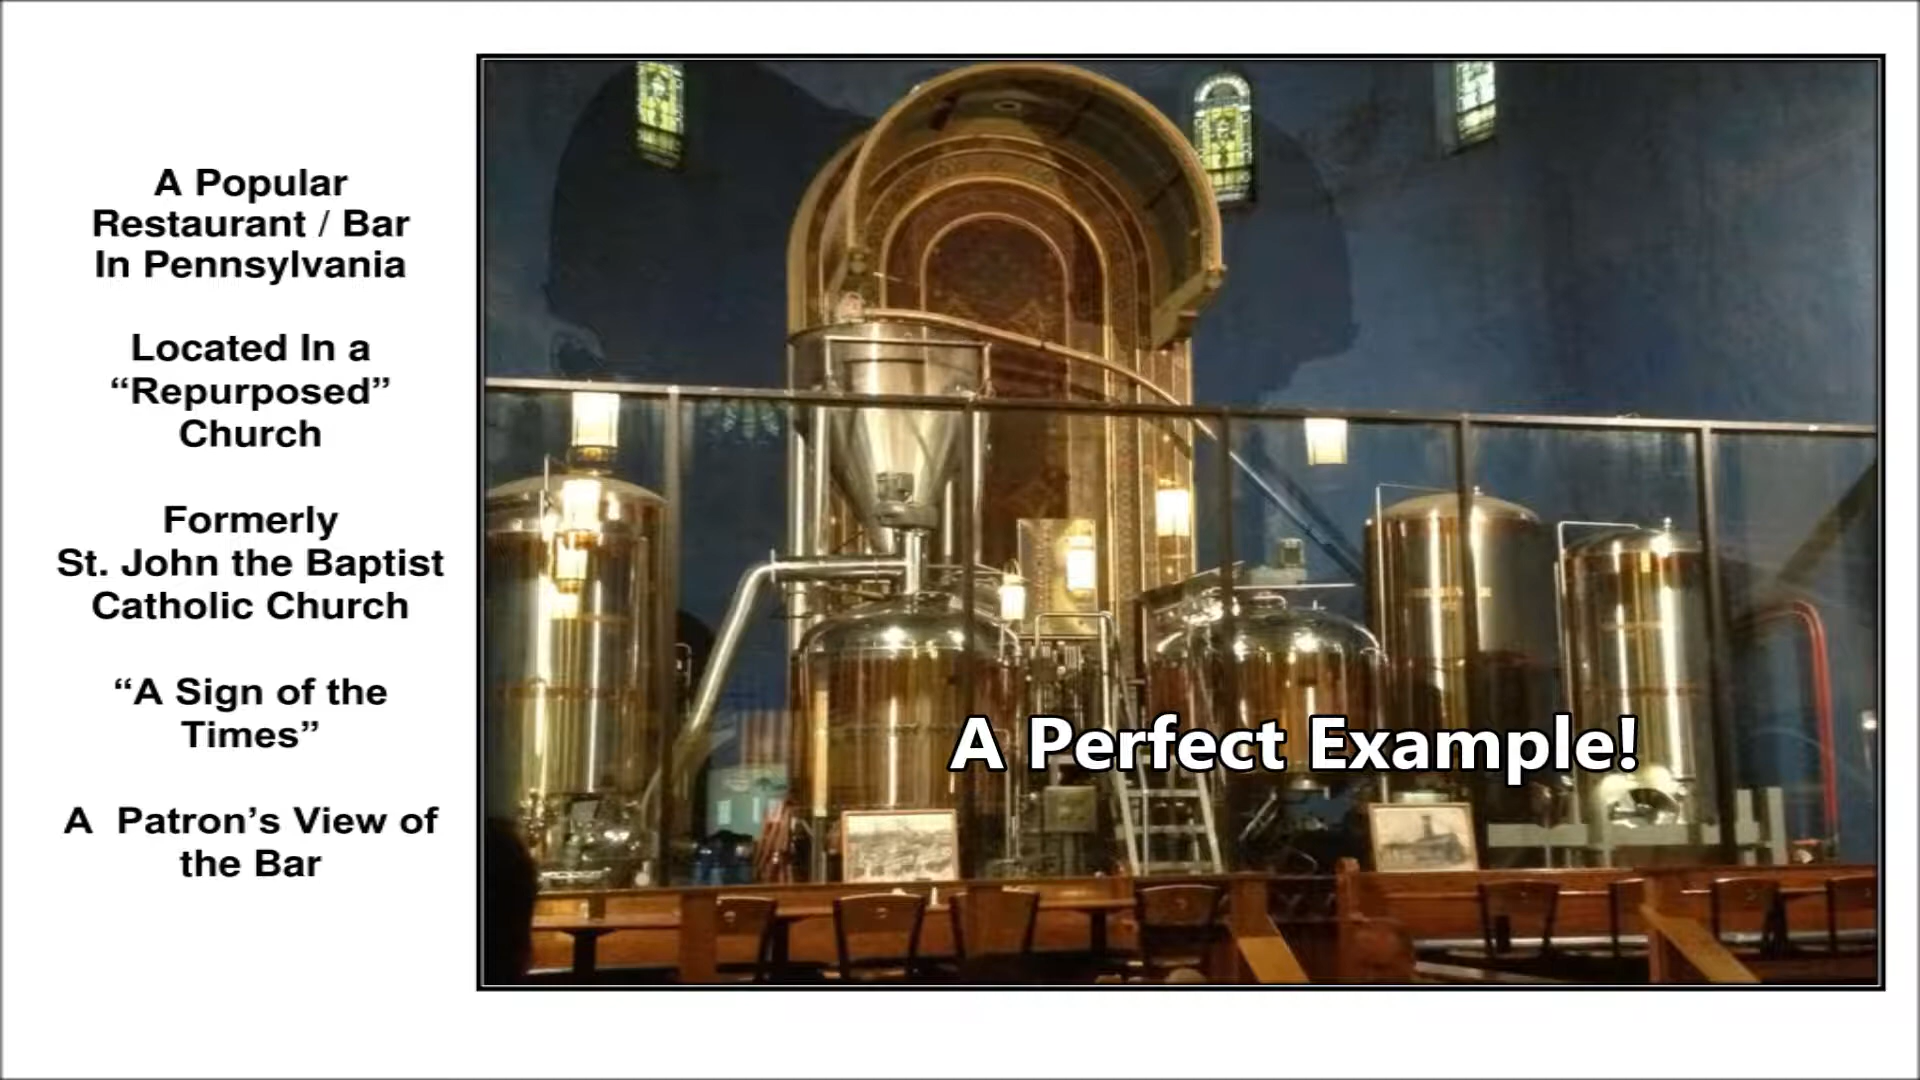 A Popular
Restaurant / Bar
In Pennsylvania
Located In a
“Repurposed”
Church
Formerly
St. John the Baptist
Catholic Church
“A Sign of the
Times”
A Patron’s View of
the Bar
A Perfect Example!